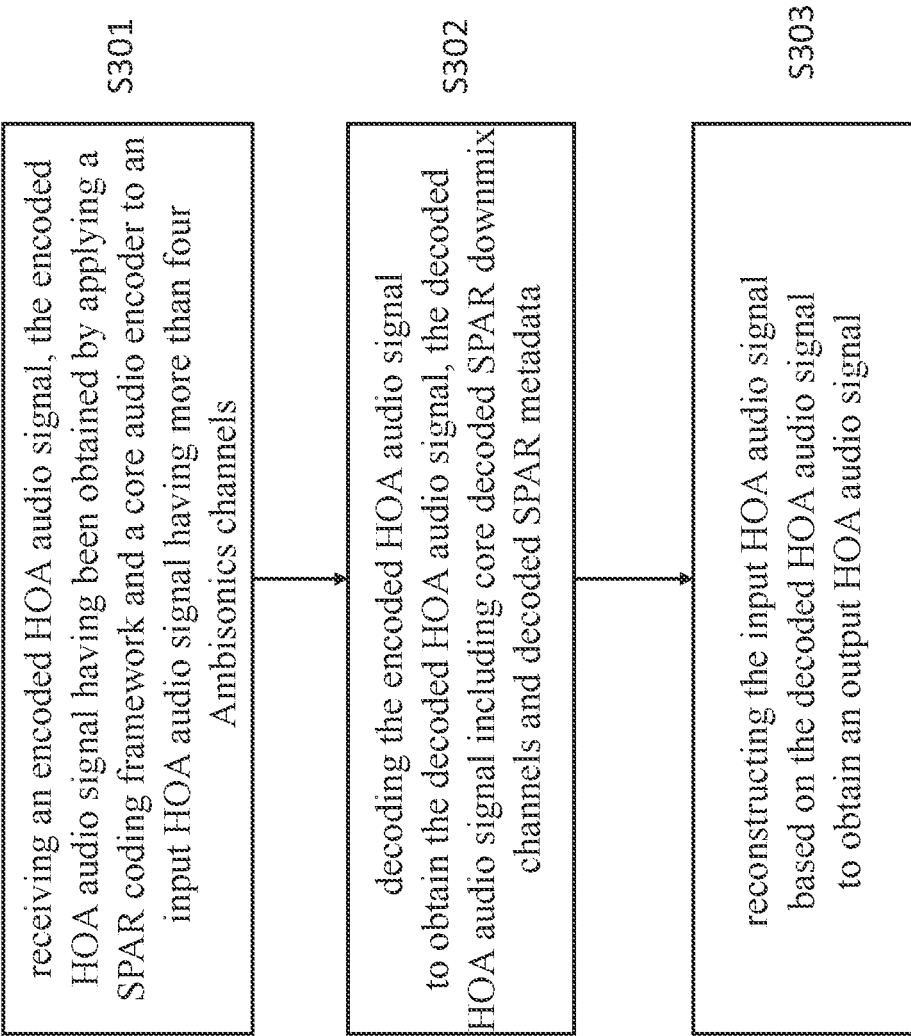 receiving an encoded HOA audio signal, the encoded
HOA audio signal having been obtained by applying a
SPAR coding framework and a core audio encoder to an
input HOA audio signal having more than four
Ambisonics channels
S301
decoding the encoded HOA audio signal
to obtain the decoded HOA audio signal, the decoded
HOA audio signal including core decoded SPAR downmix
channels and decoded SPAR metadata
S302
reconstructing the input HOA audio signal
based on the decoded HOA audio signal
to obtain an output HOA audio signal
S303